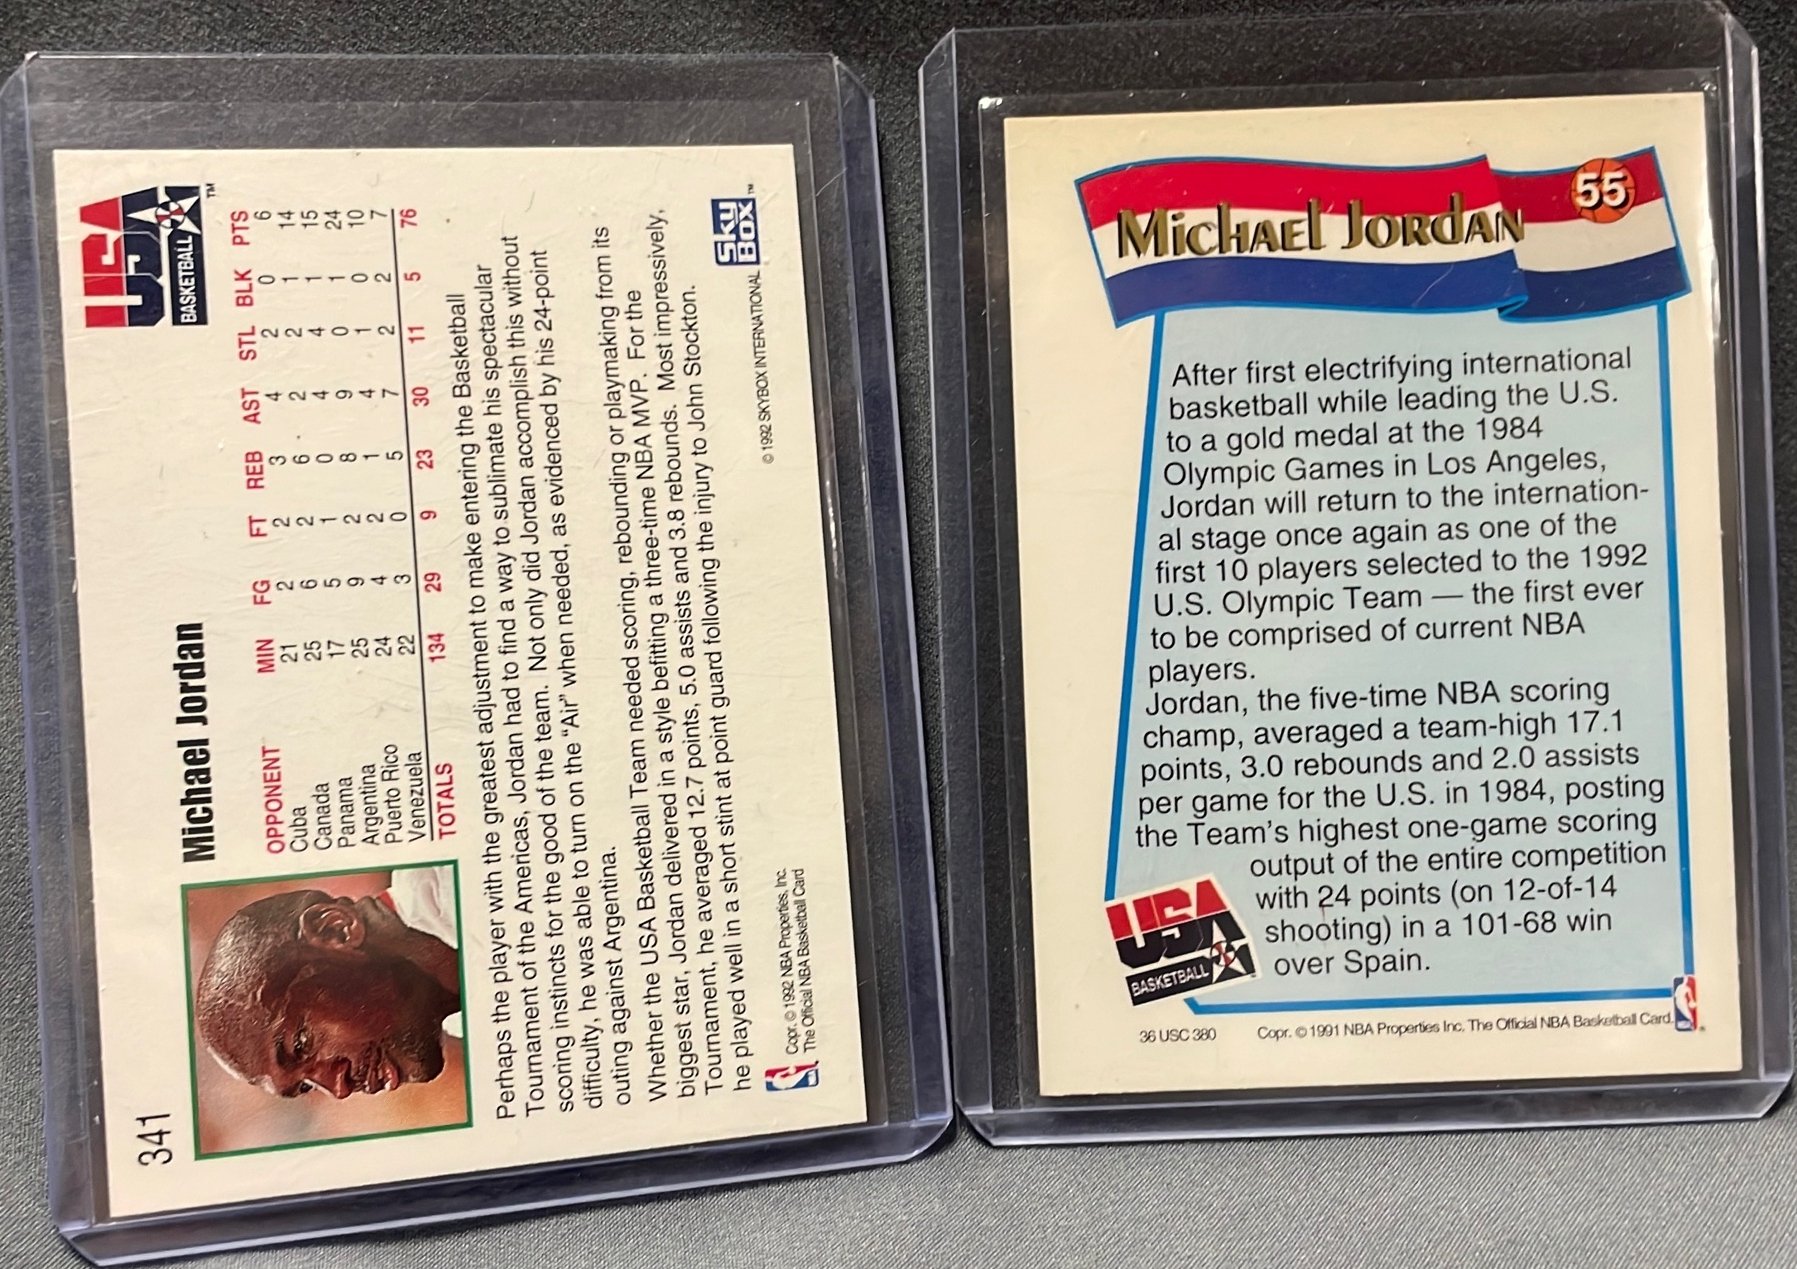 341
Michael Jordan
USA
BASKETBALL
TM
OPPONENT MIN FG FT REB AST STL BLK PTS
Cuba 21 2 2 3 4 2 0 6
Canada 25 6 2 6 2 2 1 14
Panama 17 5 1 0 4 4 1 15
Argentina 25 9 2 8 9 0 1 24
Puerto Rico 24 4 2 1 4 1 0 10
Venezuela 22 3 0 5 7 2 2 7
TOTALS 134 29 9 23 30 11 5 76
Perhaps the player with the greatest adjustment to make entering the Basketball
Tournament of the Americas, Jordan had to find a way to sublimate his spectacular
scoring instincts for the good of the team. Not only did Jordan accomplish this without
difficulty, he was able to turn on the "Air" when needed, as evidenced by his 24-point
outing against Argentina.
Whether the USA Basketball Team needed scoring, rebounding or playmaking from its
biggest star, Jordan delivered in a style befitting a three-time NBA MVP. For the
Tournament, he averaged 12.7 points, 5.0 assists and 3.8 rebounds. Most impressively,
he played well in a short stint at point guard following the injury to John Stockton.
Copr. © 1992 NBA Properties, Inc.
The Official NBA Basketball Card
© 1992 SKYBOX INTERNATIONAL
SKY
BOX
TM
Michael Jordan
55
After first electrifying international
basketball while leading the U.S.
to a gold medal at the 1984
Olympic Games in Los Angeles,
Jordan will return to the internation-
al stage once again as one of the
first 10 players selected to the 1992
U.S. Olympic Team — the first ever
to be comprised of current NBA
players.
Jordan, the five-time NBA scoring
champ, averaged a team-high 17.1
points, 3.0 rebounds and 2.0 assists
per game for the U.S. in 1984, posting
the Team's highest one-game scoring
output of the entire competition
with 24 points (on 12-of-14
shooting) in a 101-68 win
over Spain.
USA
BASKETBALL
36 USC 380
Copr. © 1991 NBA Properties Inc. The Official NBA Basketball Card.